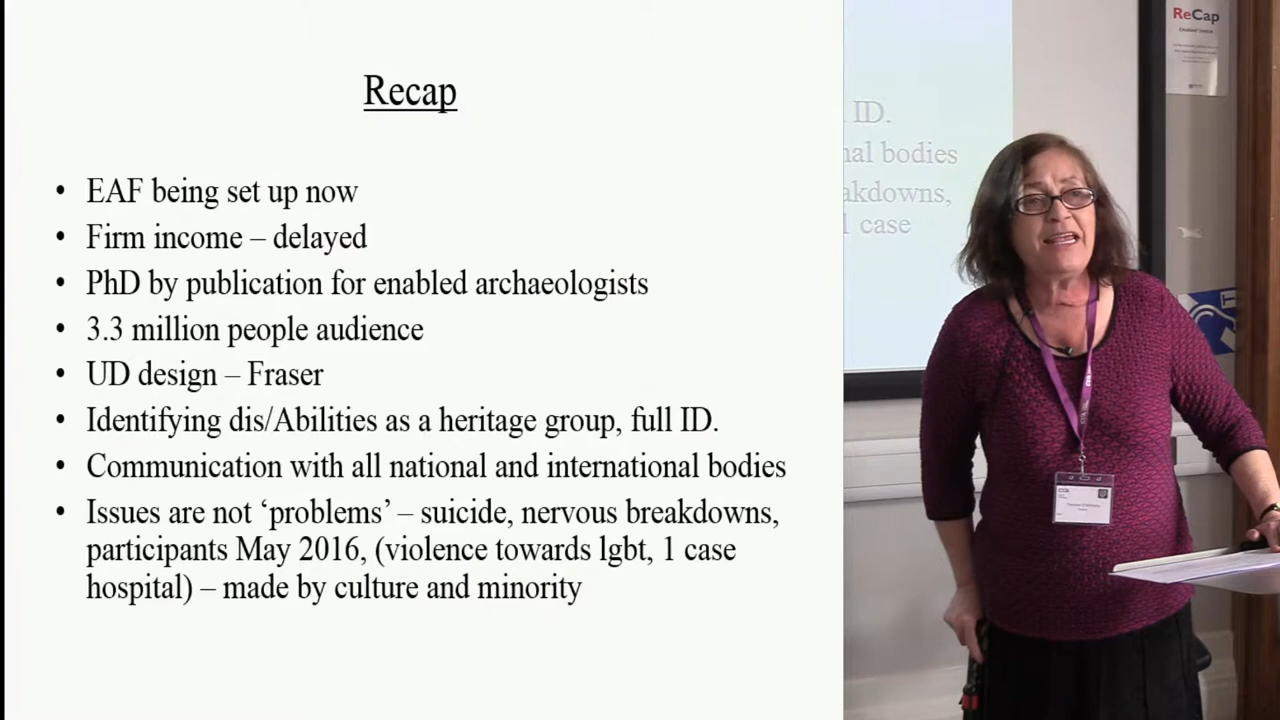 Recap
• EAF being set up now
• Firm income – delayed
• PhD by publication for enabled archaeologists
• 3.3 million people audience
• UD design – Fraser
• Identifying dis/Abilities as a heritage group, full ID.
• Communication with all national and international bodies
• Issues are not ‘problems’ – suicide, nervous breakdowns,
participants May 2016, (violence towards lgbt, 1 case
hospital) – made by culture and minority
ID.
nal bodies
akdowns,
1 case
ReCap